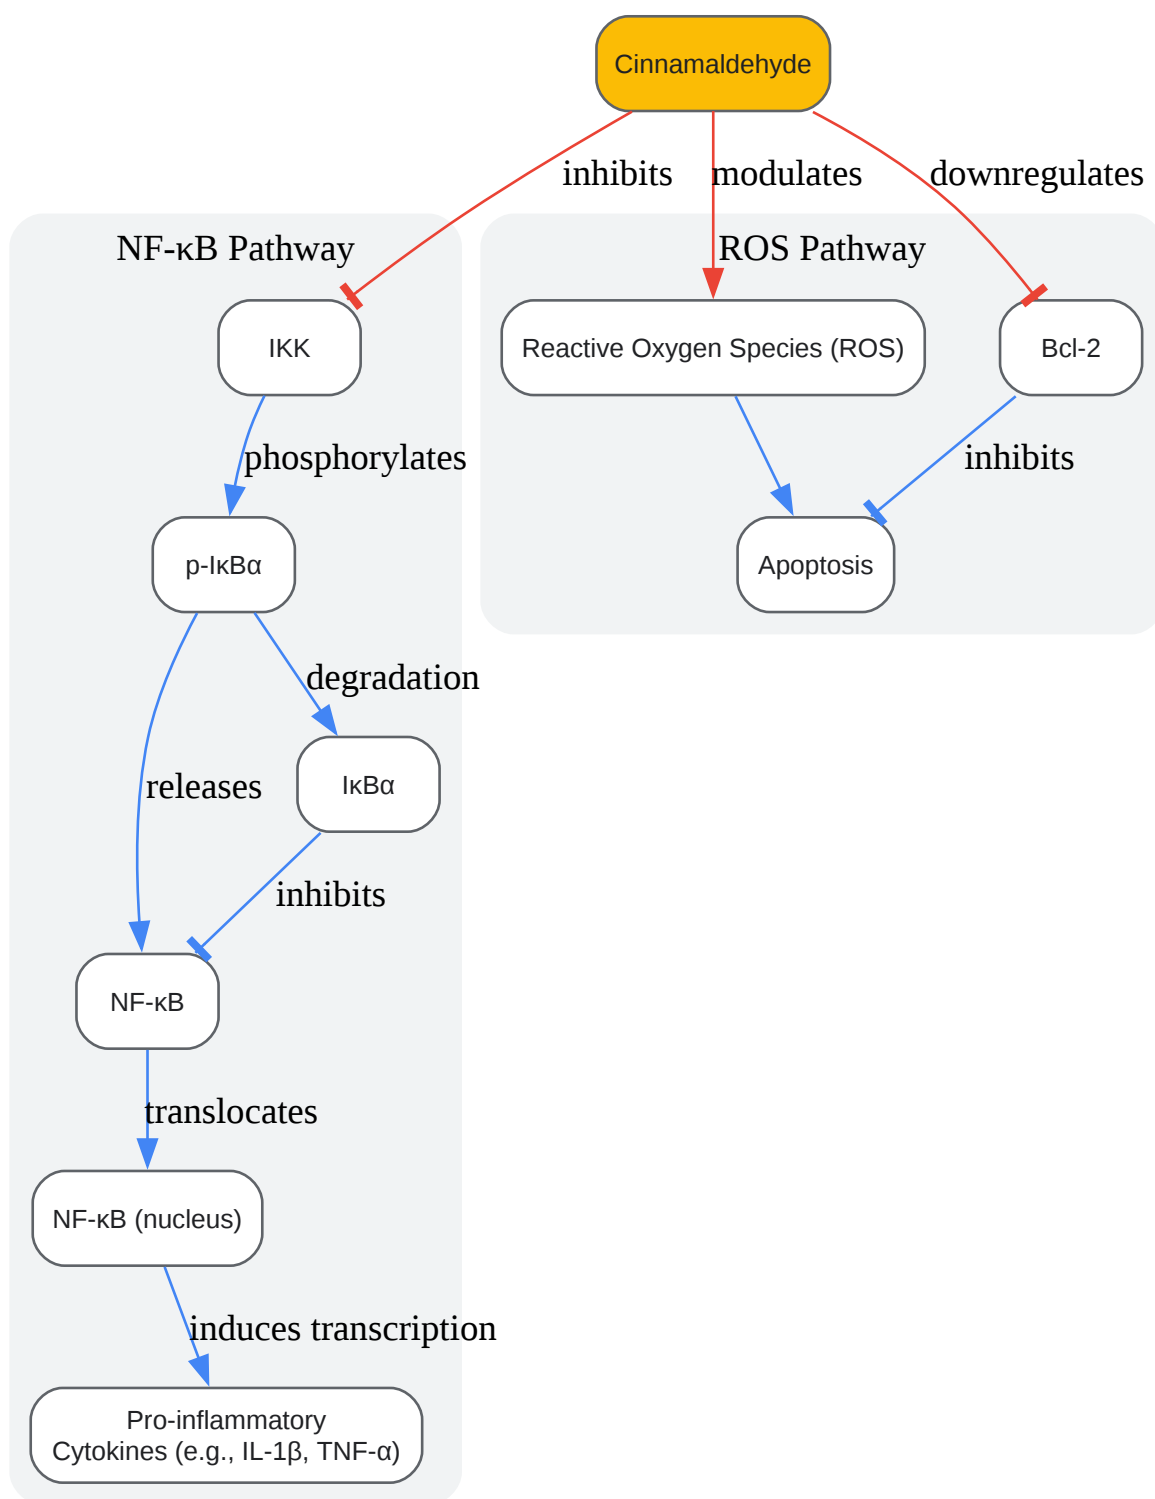 Cinnamaldehyde
inhibits
modulates
downregulates
NF-κB Pathway
ROS Pathway
IKK
Reactive Oxygen Species (ROS)
Bcl-2
phosphorylates
inhibits
p-IκBα
Apoptosis
degradation
releases
IκBα
inhibits
NF-κB
translocates
NF-κB (nucleus)
induces transcription
Pro-inflammatory
Cytokines (e.g., IL-1β, TNF-α)